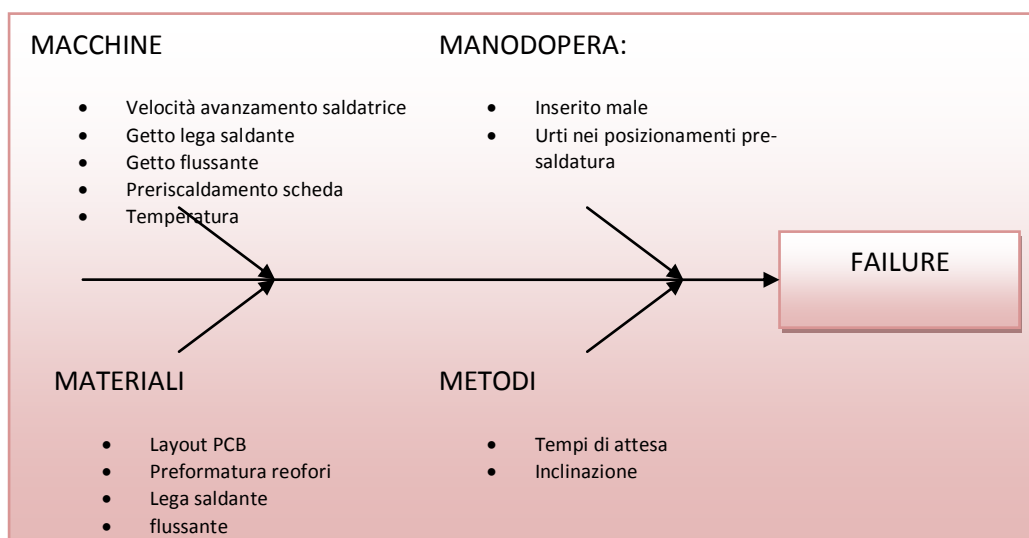 MACCHINE
• Velocità avanzamento saldatrice
• Getto lega saldante
• Getto flussante
• Preriscaldamento scheda
• Temperatura
MANODOPERA:
• Inserito male
• Urti nei posizionamenti pre-
saldatura
FAILURE
MATERIALI
• Layout PCB
• Preformatura reofori
• Lega saldante
• flussante
METODI
• Tempi di attesa
• Inclinazione